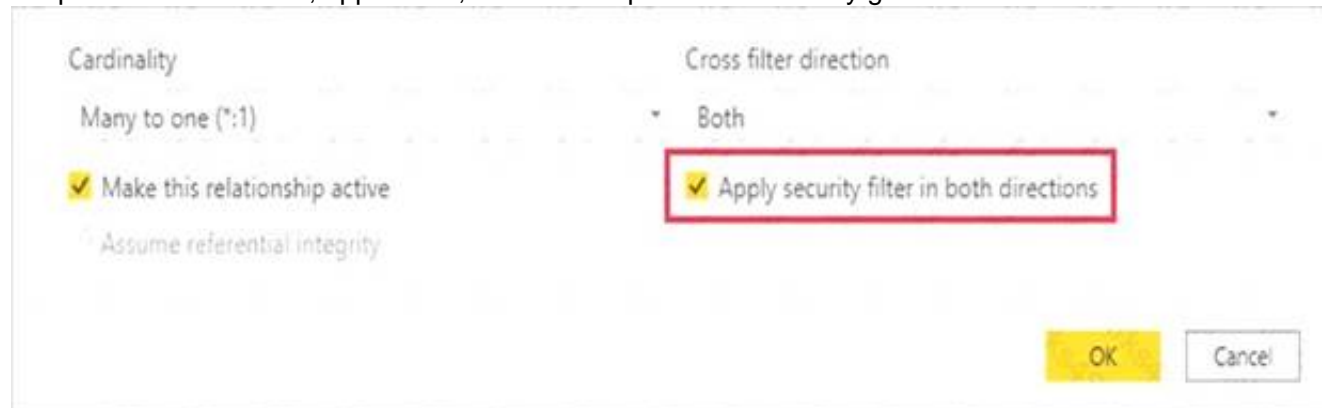 Cardinality
Cross filter direction
Many to one (*:1)
Both
Make this relationship active
Apply security filter in both directions
Assume referential integrity
OK
Cancel